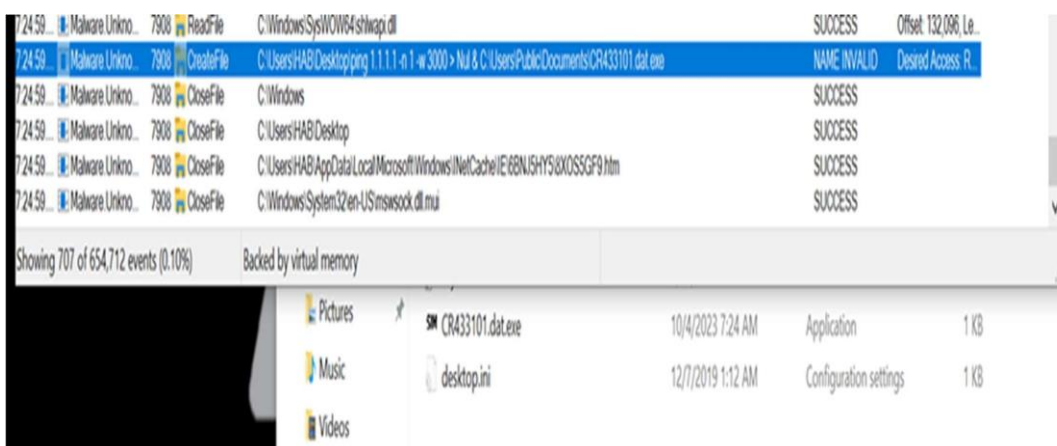 7:24:59... Malware.Unkno... 7908 ReadFile C:\Windows\SysWOW64\shlwapi.dll SUCCESS Offset: 132,096, Le...
7:24:59... Malware.Unkno... 7908 CreateFile C:\Users\HAB\Desktop\ping 1.1.1.1 -n 1 -w 3000 > Nul & C:\Users\Public\Documents\CR433101.dat.exe NAME INVALID Desired Access: R...
7:24:59... Malware.Unkno... 7908 CloseFile C:\Windows SUCCESS
7:24:59... Malware.Unkno... 7908 CloseFile C:\Users\HAB\Desktop SUCCESS
7:24:59... Malware.Unkno... 7908 CloseFile C:\Users\HAB\AppData\Local\Microsoft\Windows\INetCache\IE\6BNJ5HY5\8XOS5GF9.htm SUCCESS
7:24:59... Malware.Unkno... 7908 CloseFile C:\Windows\System32\en-US\mswsock.dll.mui SUCCESS
Showing 707 of 654,712 events (0.10%) Backed by virtual memory
Pictures CR433101.dat.exe 10/4/2023 7:24 AM Application 1 KB
Music desktop.ini 12/7/2019 1:12 AM Configuration settings 1 KB
Videos